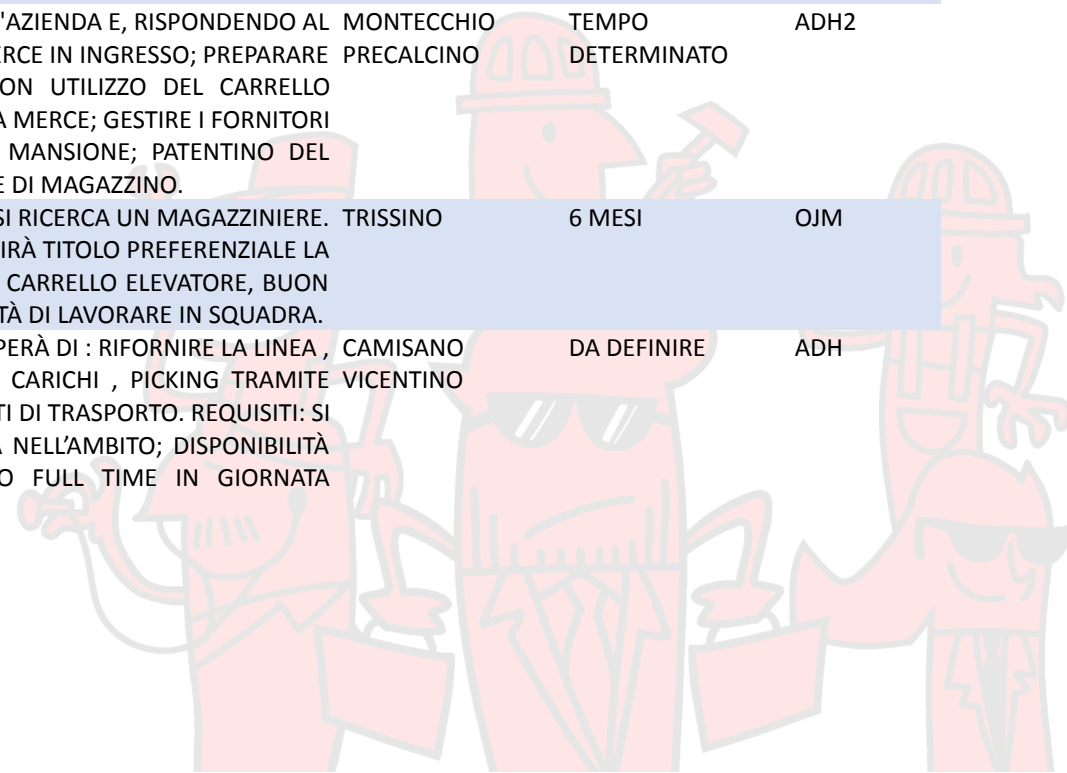 'AZIENDA E, RISPONDENDO AL MONTECCHIO TEMPO ADH2
ERCE IN INGRESSO; PREPARARE PRECALCINO DETERMINATO
ON UTILIZZO DEL CARRELLO
A MERCE; GESTIRE I FORNITORI
MANSIONE; PATENTINO DEL
E DI MAGAZZINO.
SI RICERCA UN MAGAZZINIERE. TRISSINO 6 MESI OJM
IRÀ TITOLO PREFERENZIALE LA
CARRELLO ELEVATORE, BUON
TÀ DI LAVORARE IN SQUADRA.
PERÀ DI : RIFORNIRE LA LINEA , CAMISANO DA DEFINIRE ADH
CARICHI , PICKING TRAMITE VICENTINO
TI DI TRASPORTO. REQUISITI: SI
A NELL’AMBITO; DISPONIBILITÀ
O FULL TIME IN GIORNATA